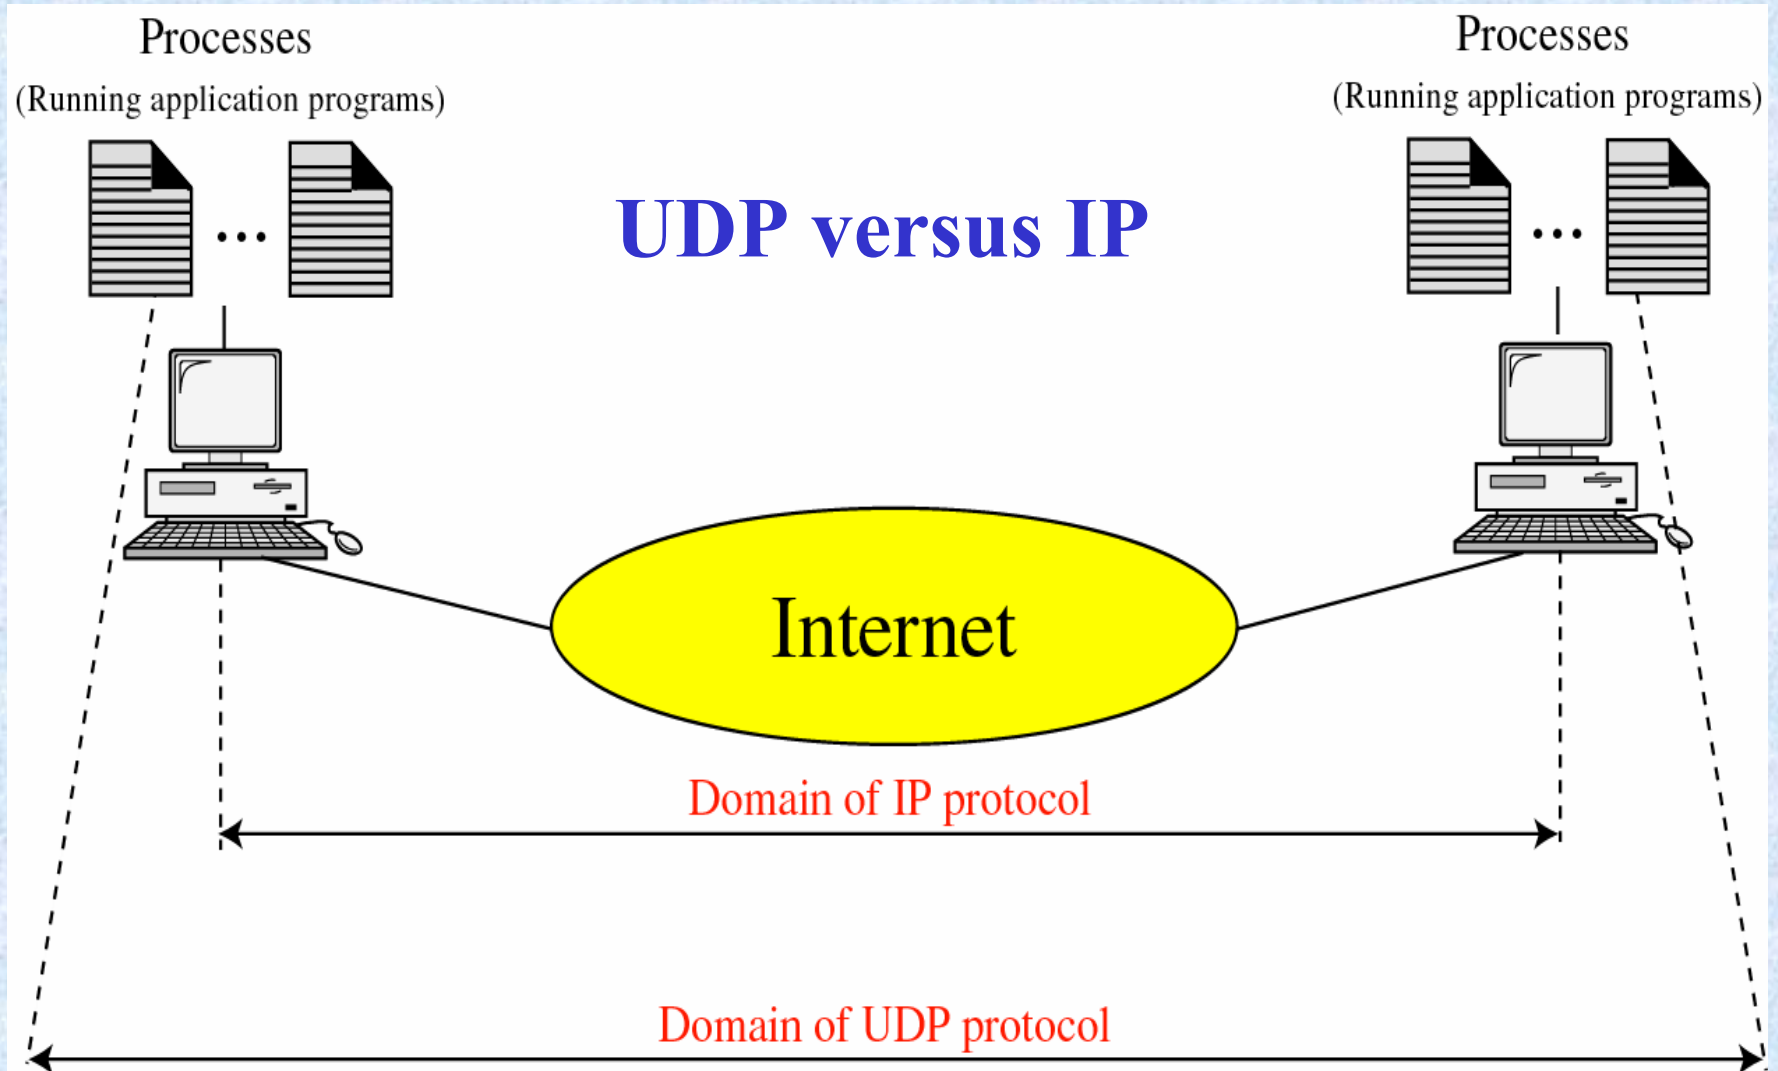 Processes
(Running application programs)
Processes
(Running application programs)
...
...
UDP versus IP
Internet
Domain of IP protocol
Domain of UDP protocol